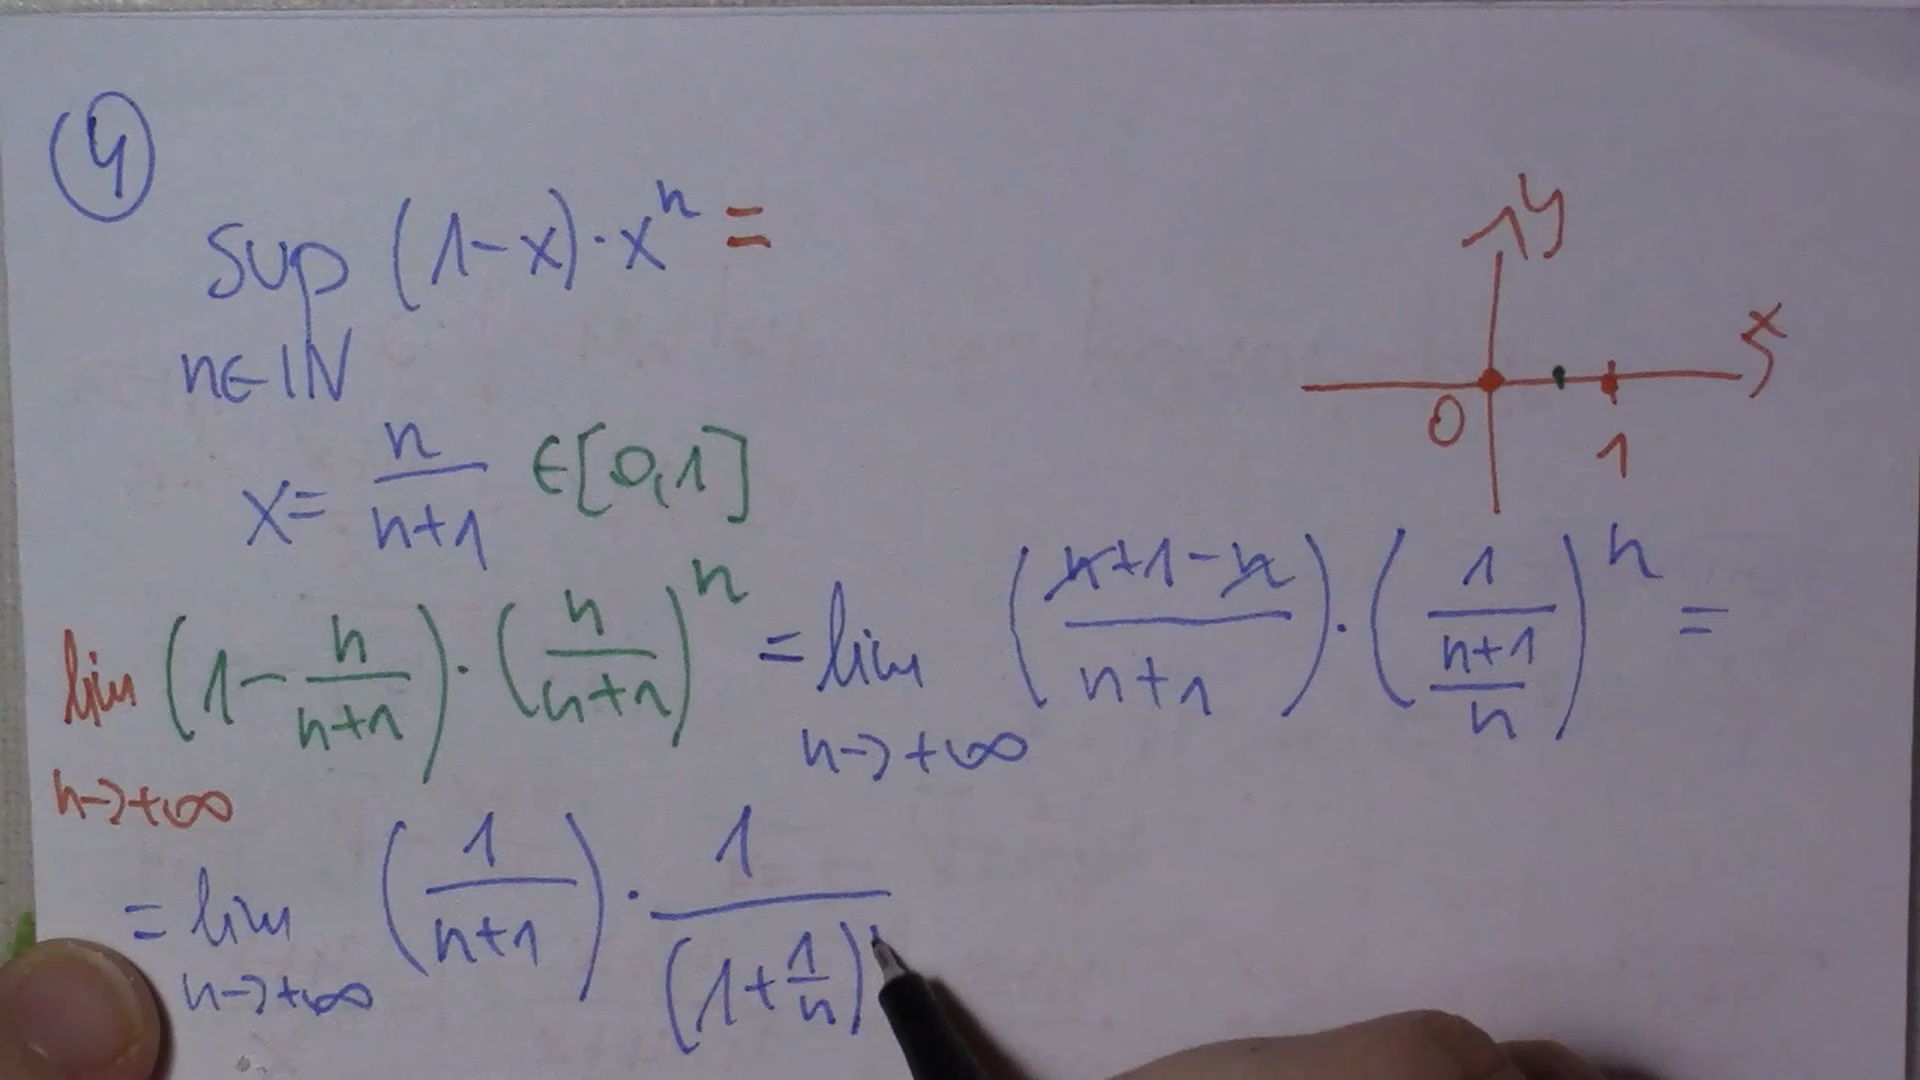 4
sup (1-x)·x^n =
n∈ℕ
x = n/(n+1) ∈[0,1]
y
x
0
1
lim (1 - n/(n+1)) · (n/(n+1))^n = lim ((n+1-n)/(n+1)) · (1/((n+1)/n))^n =
n→+∞ n→+∞
= lim (1/(n+1)) · 1/(1+1/n)
n→+∞